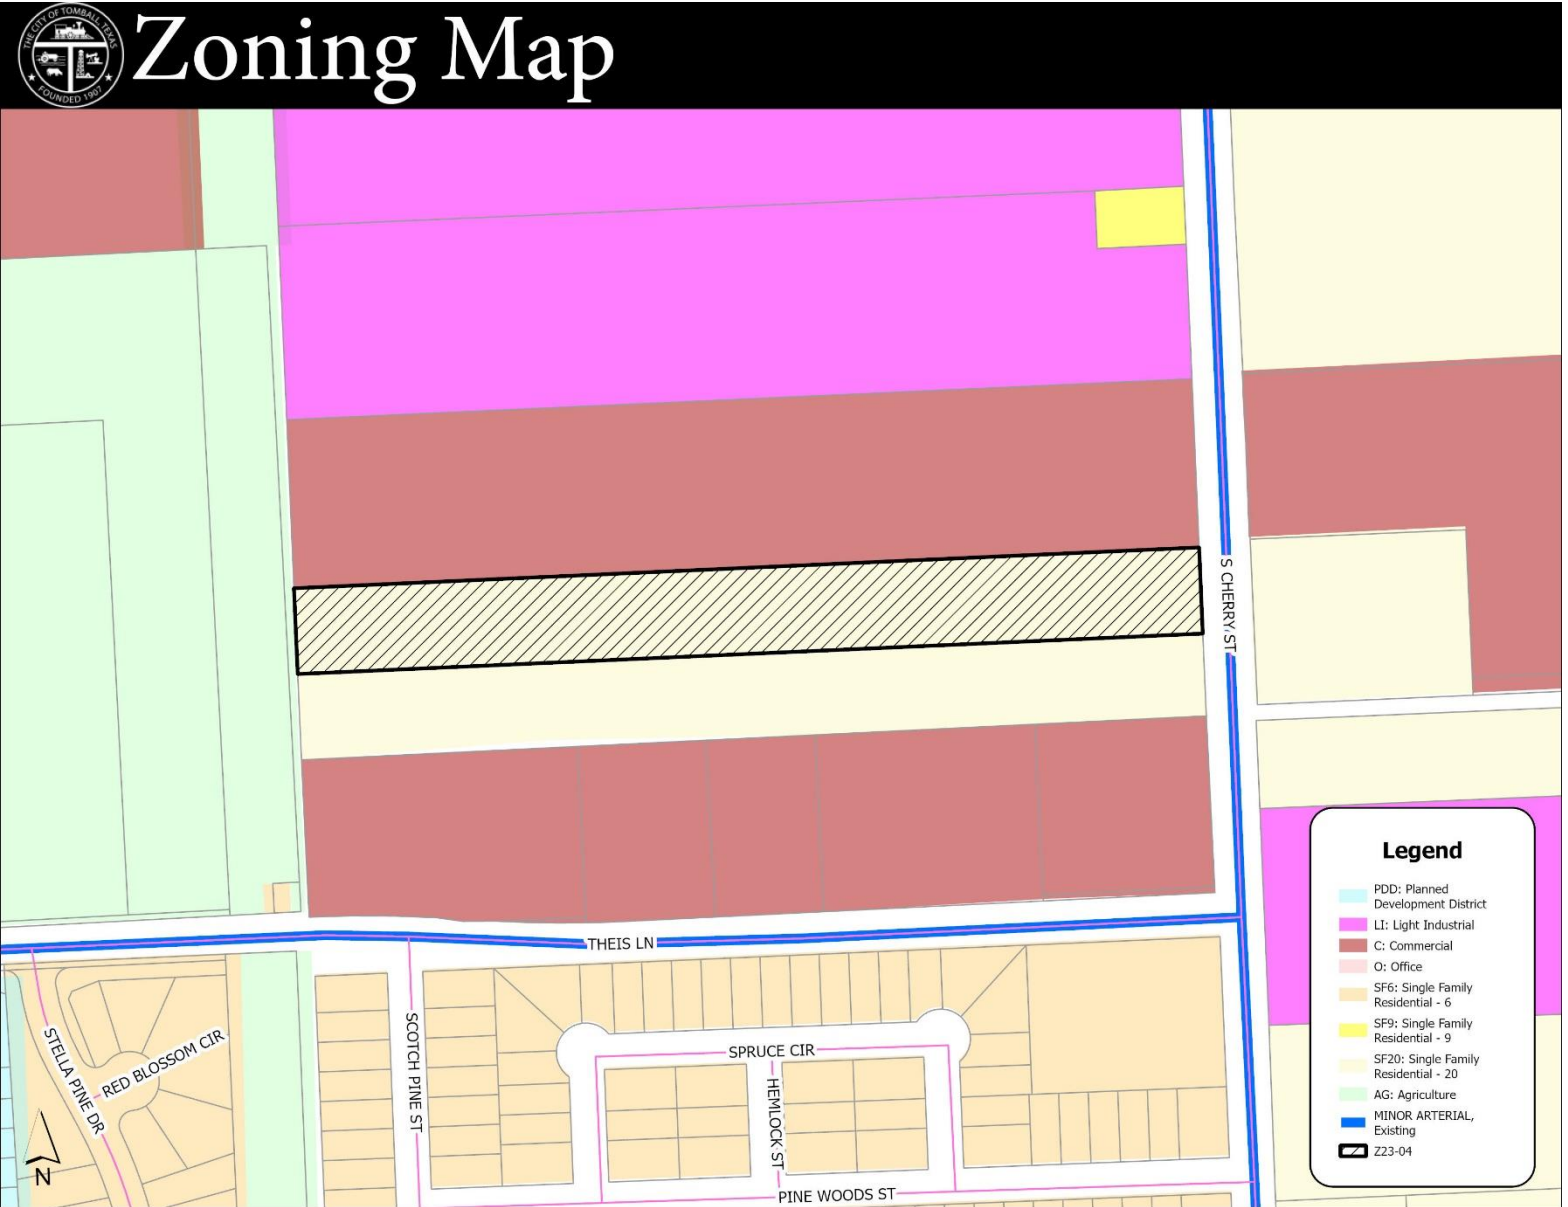 THE CITY OF TOMBALL, TEXAS
FOUNDED 1907
Zoning Map
S CHERRY ST
THEIS LN
STELLA PINE DR
RED BLOSSOM CIR
SCOTCH PINE ST
SPRUCE CIR
HEMLOCK ST
PINE WOODS ST
N
Legend
PDD: Planned
Development District
LI: Light Industrial
C: Commercial
O: Office
SF6: Single Family
Residential - 6
SF9: Single Family
Residential - 9
SF20: Single Family
Residential - 20
AG: Agriculture
MINOR ARTERIAL,
Existing
Z23-04